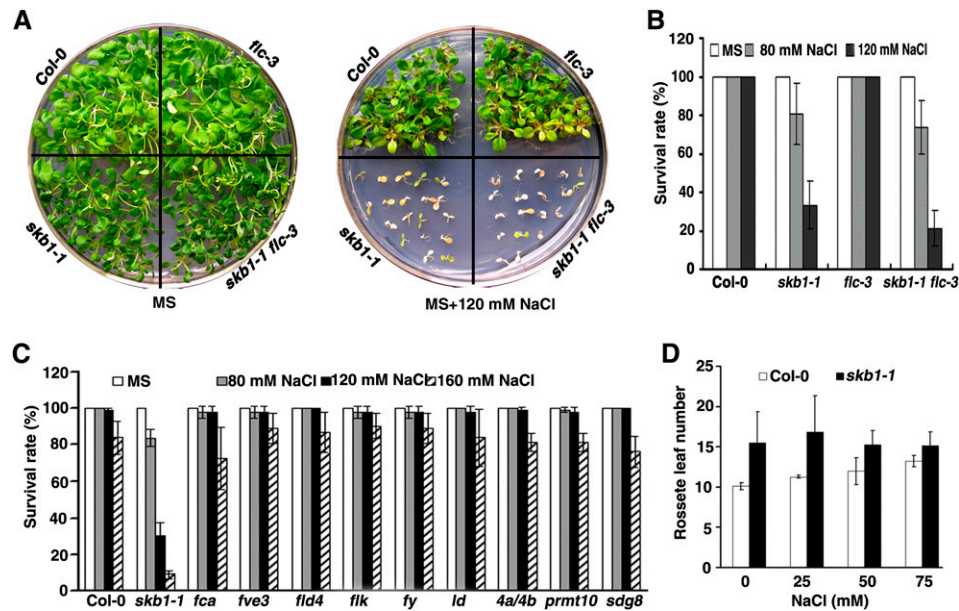 A
Col-0
flc-3
skb1-1
skb1-1 flc-3
MS
Col-0
flc-3
skb1-1
skb1-1 flc-3
MS+120 mM NaCl
B
Survival rate (%)
120
100
80
60
40
20
0
MS 80 mM NaCl 120 mM NaCl
Col-0 skb1-1 flc-3 skb1-1 flc-3
C
Survival rate (%)
120
100
80
60
40
20
0
MS 80 mM NaCl 120 mM NaCl 160 mM NaCl
Col-0 skb1-1 fca fve3 fld4 flk fy ld 4a/4b prmt10 sdg8
D
Rossete leaf number
25
20
15
10
5
0
Col-0 skb1-1
0 25 50 75
NaCl (mM)